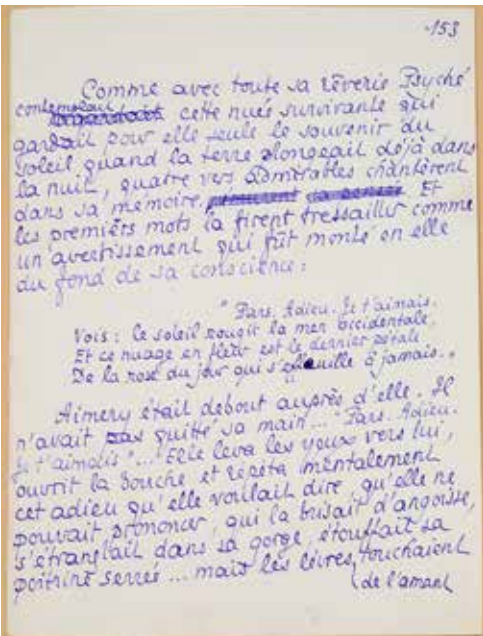 153
Comme avec toute sa rêverie Psyché
contemplait cette nuée survivante qui
gardait pour elle seule le souvenir du
soleil quand la terre plongeait déjà dans
la nuit, quatre vers admirables chantèrent
dans sa mémoire. Et
les premiers mots la firent tressaillir comme
un avertissement qui fût monté en elle
du fond de sa conscience :
"Pars. Adieu. Je t'aimais.
Vois : le soleil rougit la mer occidentale
Et ce nuage en fleur est le dernier pétale
De la rose du jour qui s'effeuille à jamais."
Aimery était debout auprès d'elle. Il
n'avait pas quitté sa main... Pars. Adieu.
Je t'aimais"... Elle leva les yeux vers lui,
ouvrit la bouche et répéta mentalement
cet adieu qu'elle voulait dire, qu'elle ne
pouvait prononcer, qui la brisait d'angoisse,
s'étranglait dans sa gorge, étouffait sa
poitrine serrée... mais les lèvres touchaient
(de l'amant